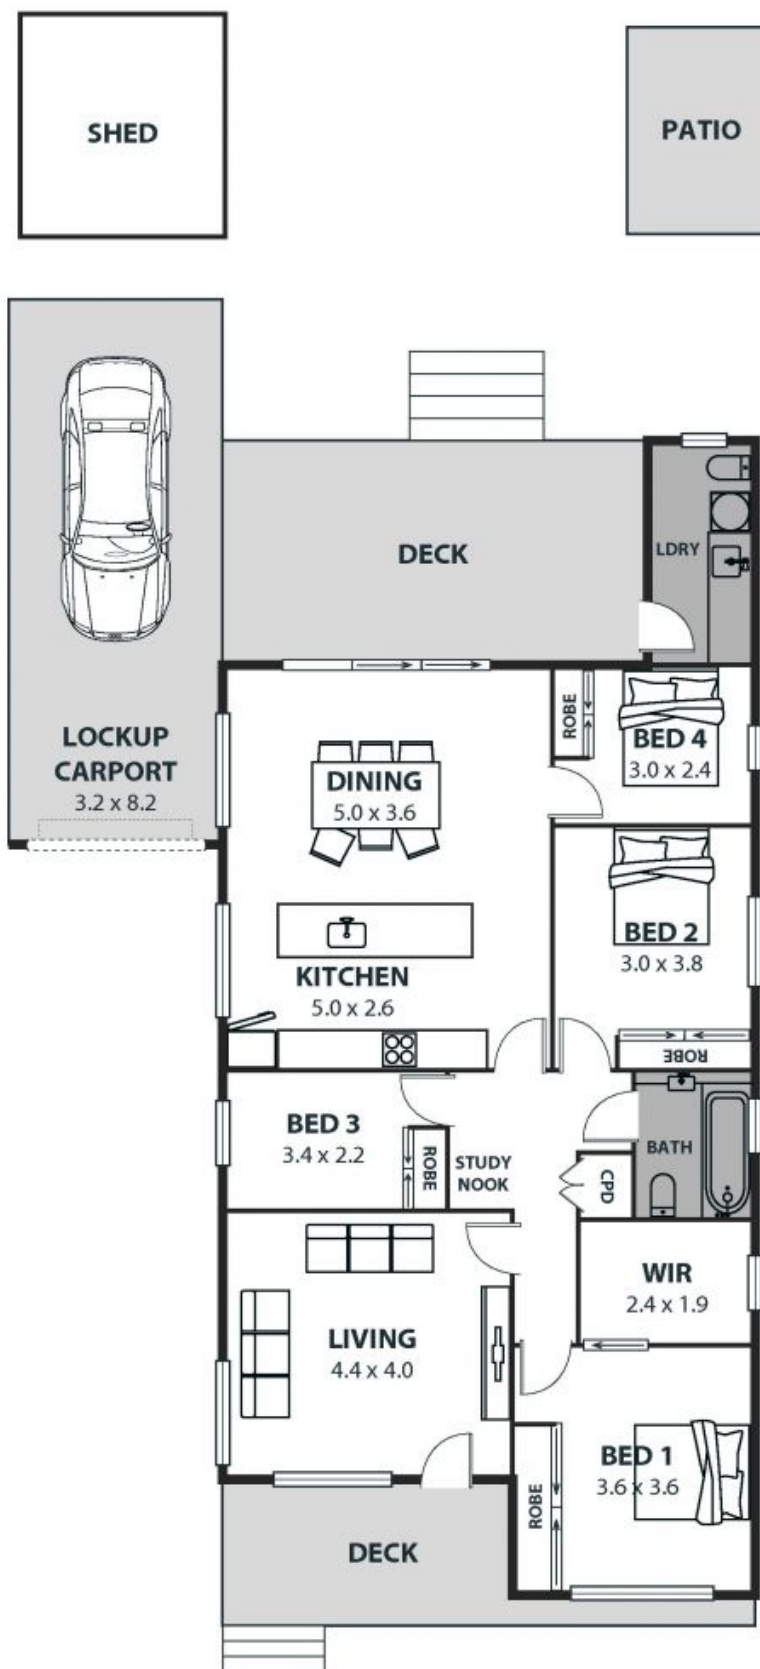 SHED
PATIO
DECK
LDRY
LOCKUP
CARPORT
3.2 x 8.2
ROBE
BED 4
3.0 x 2.4
DINING
5.0 x 3.6
BED 2
3.0 x 3.8
KITCHEN
5.0 x 2.6
ROBE
BED 3
3.4 x 2.2
ROBE
STUDY
NOOK
BATH
CPD
WIR
2.4 x 1.9
LIVING
4.4 x 4.0
BED 1
3.6 x 3.6
ROBE
DECK